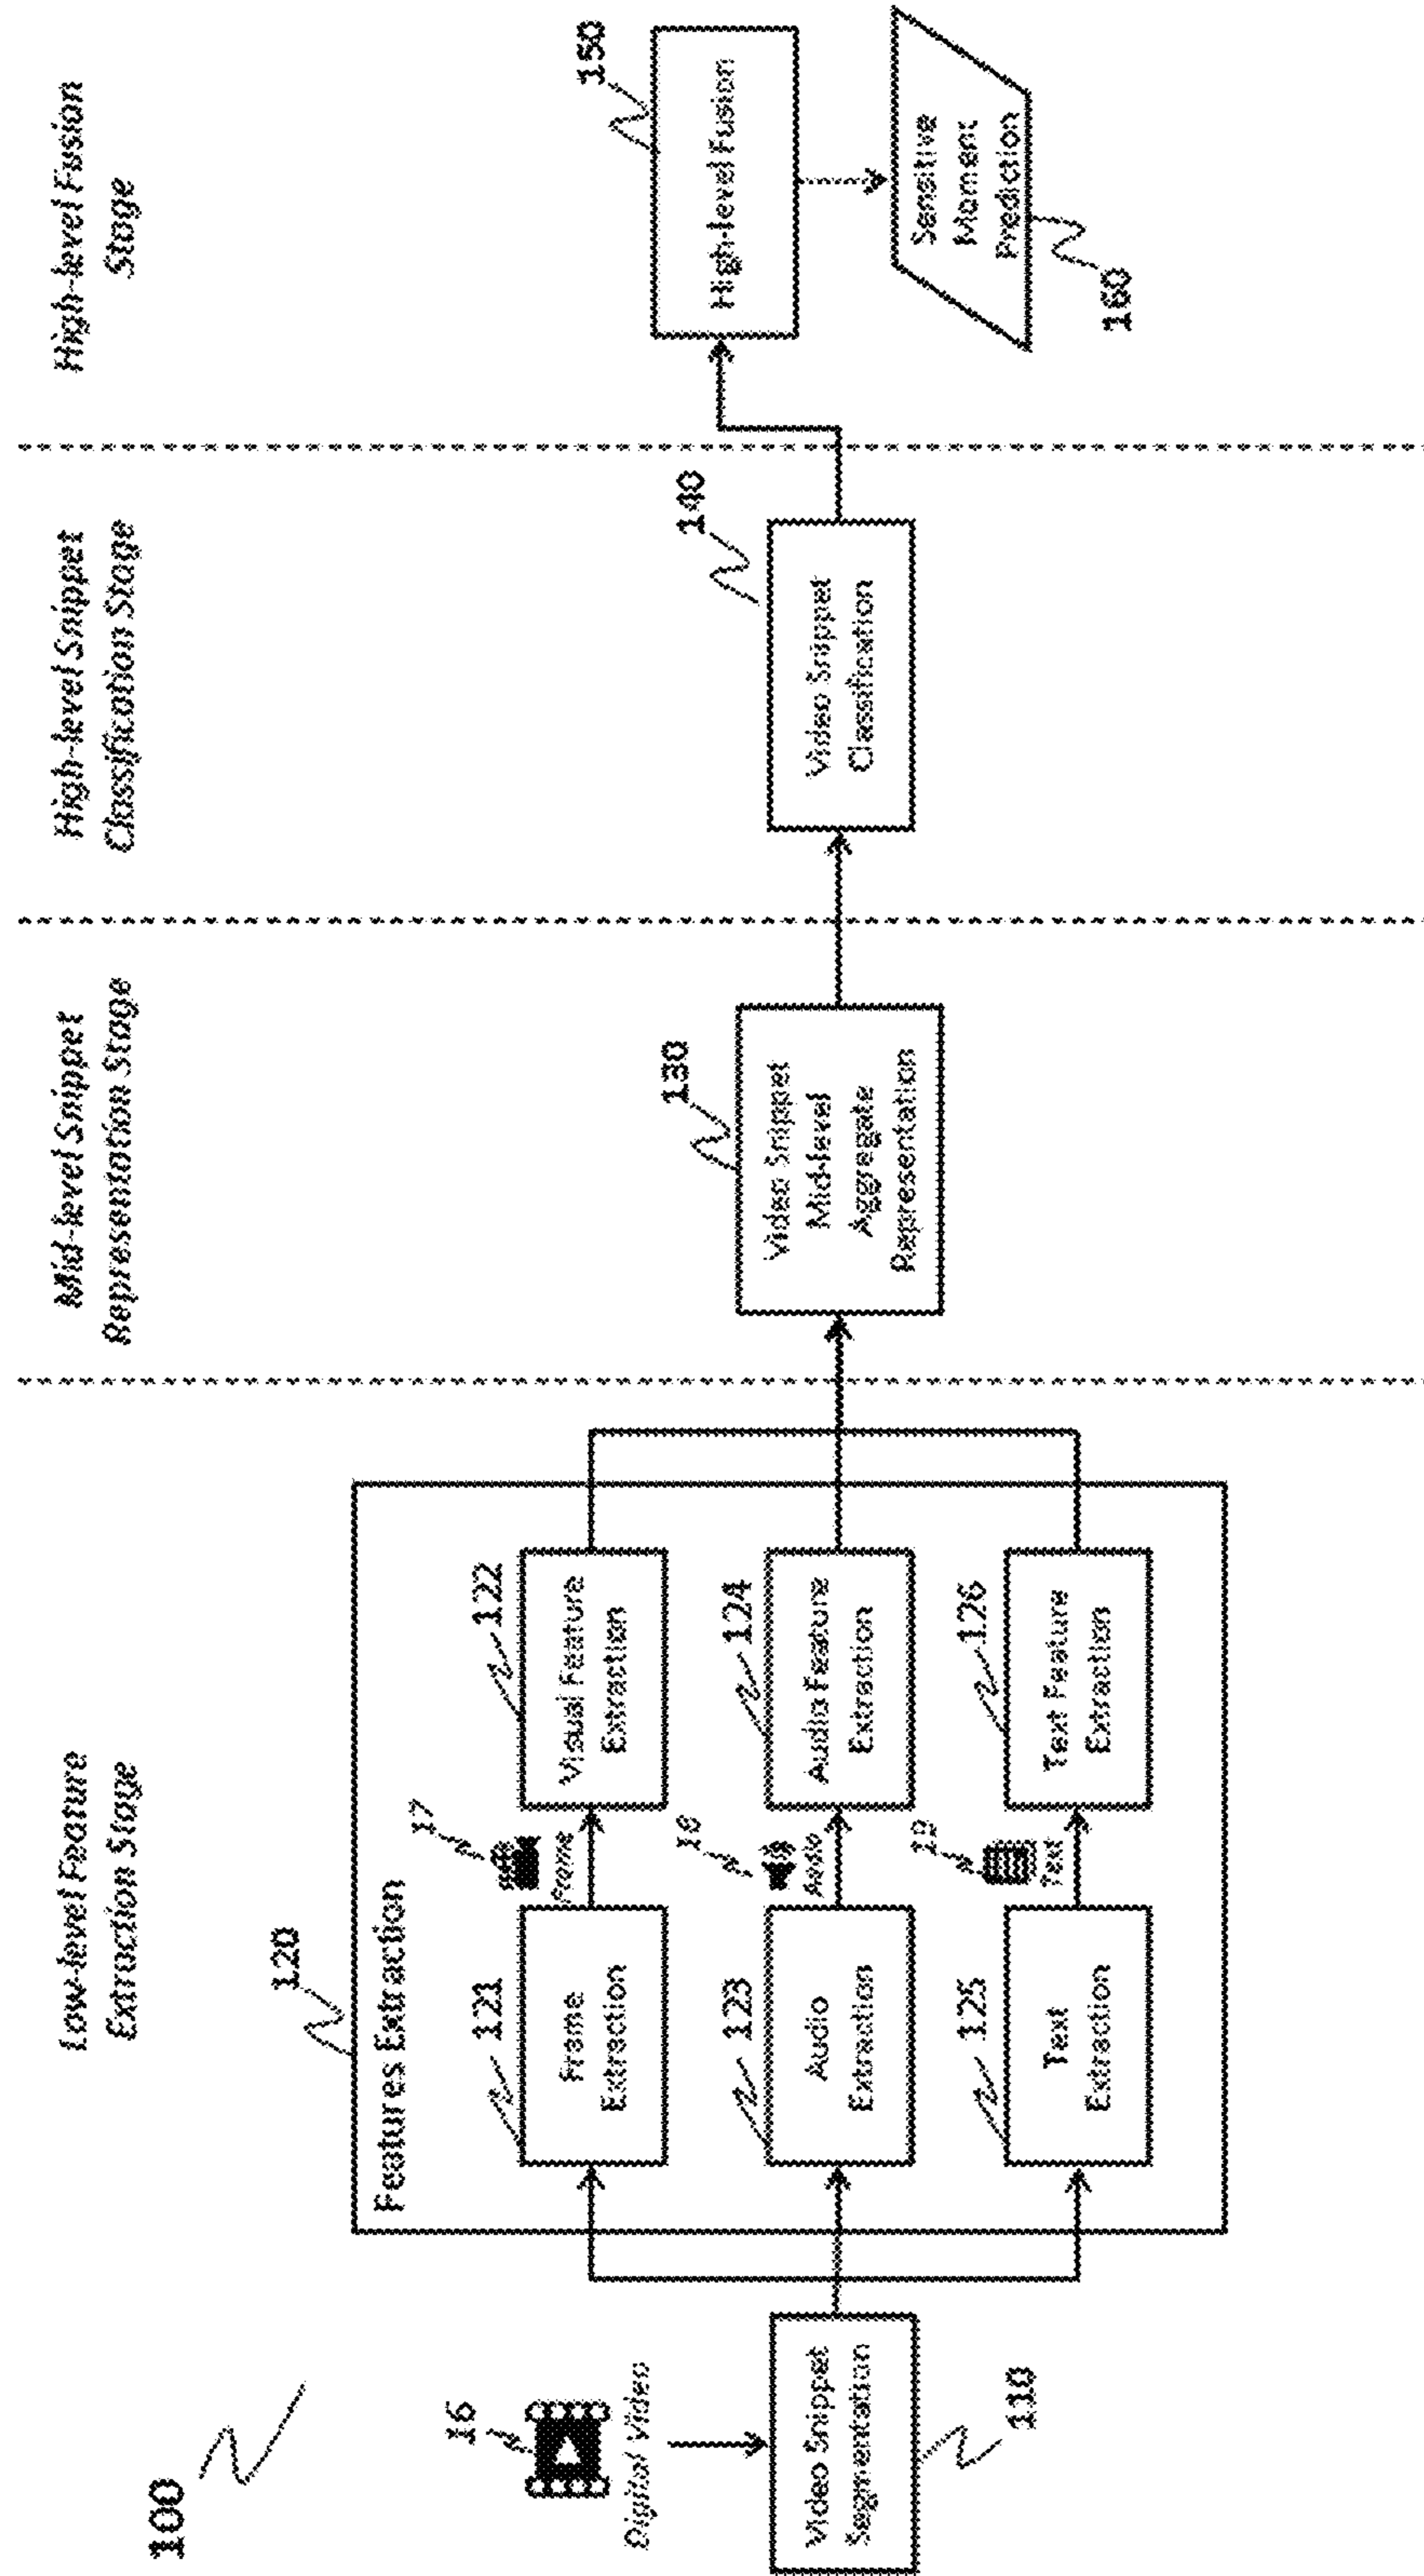 100
Low-level Feature
Extraction Stage
Mid-level Snippet
Representation Stage
High-level Snippet
Classification Stage
High-level Fusion
Stage
16
Digital Video
Video Snippet
Segmentation
110
120
Features Extraction
121
Frame
Extraction
17
Frame
122
Visual Feature
Extraction
123
Audio
Extraction
18
Audio
124
Audio Feature
Extraction
125
Text
Extraction
19
Text
126
Text Feature
Extraction
130
Video Snippet
Mid-level
Aggregate
Representation
140
Video Snippet
Classification
150
High-level Fusion
Sensitive
Moment
Prediction
160